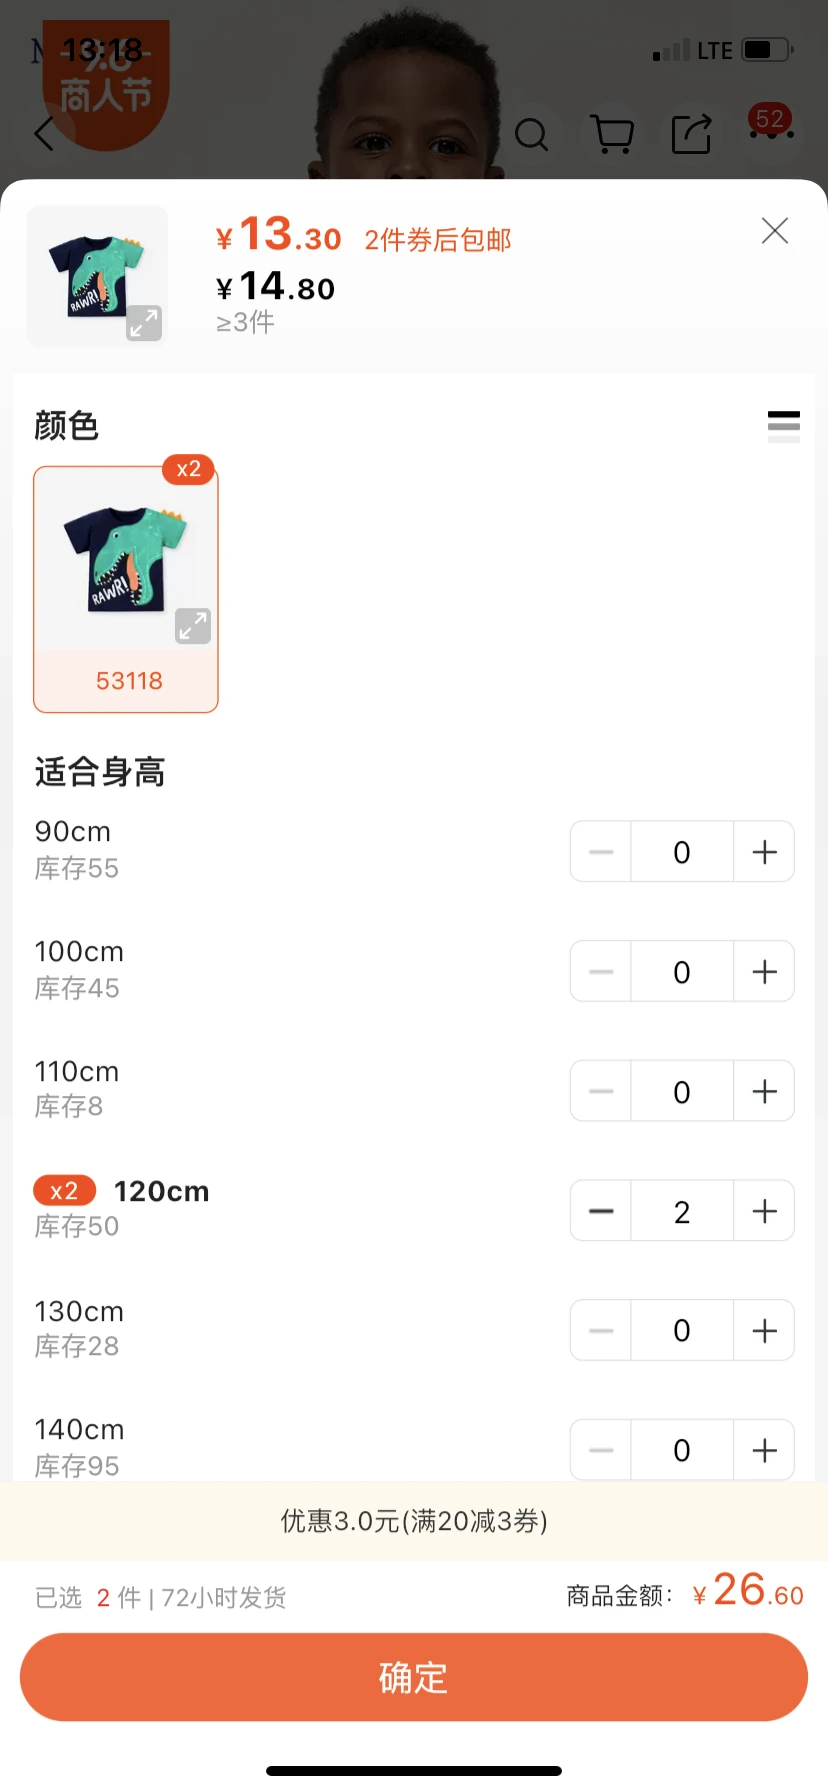 13:18
LTE
9.8
商人节
52
¥13.30 2件券后包邮
¥14.80
≥3件
RAWR!
颜色
x2
RAWR!
53118
适合身高
90cm
库存55
0
100cm
库存45
0
110cm
库存8
0
x2 120cm
库存50
2
130cm
库存28
0
140cm
库存95
0
优惠3.0元(满20减3券)
已选 2 件 | 72小时发货
商品金额: ¥26.60
确定